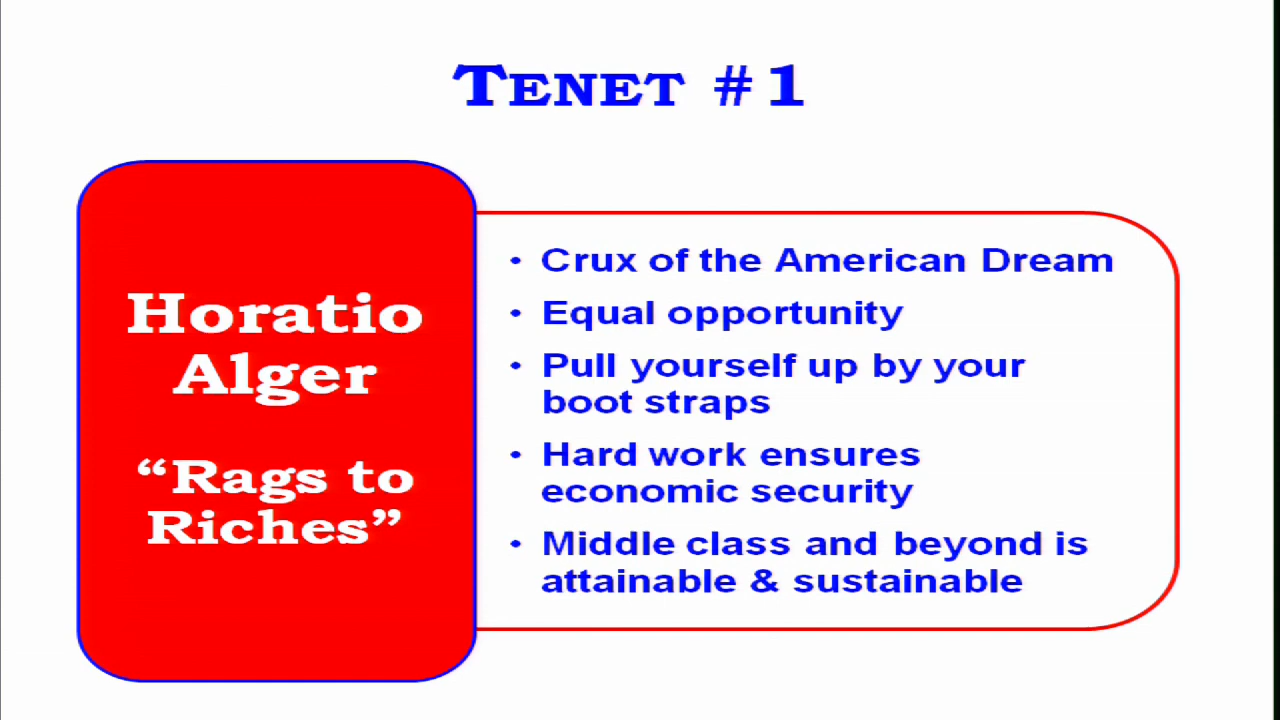 TENET #1
Horatio
Alger
“Rags to
Riches”
• Crux of the American Dream
• Equal opportunity
• Pull yourself up by your
boot straps
• Hard work ensures
economic security
• Middle class and beyond is
attainable & sustainable